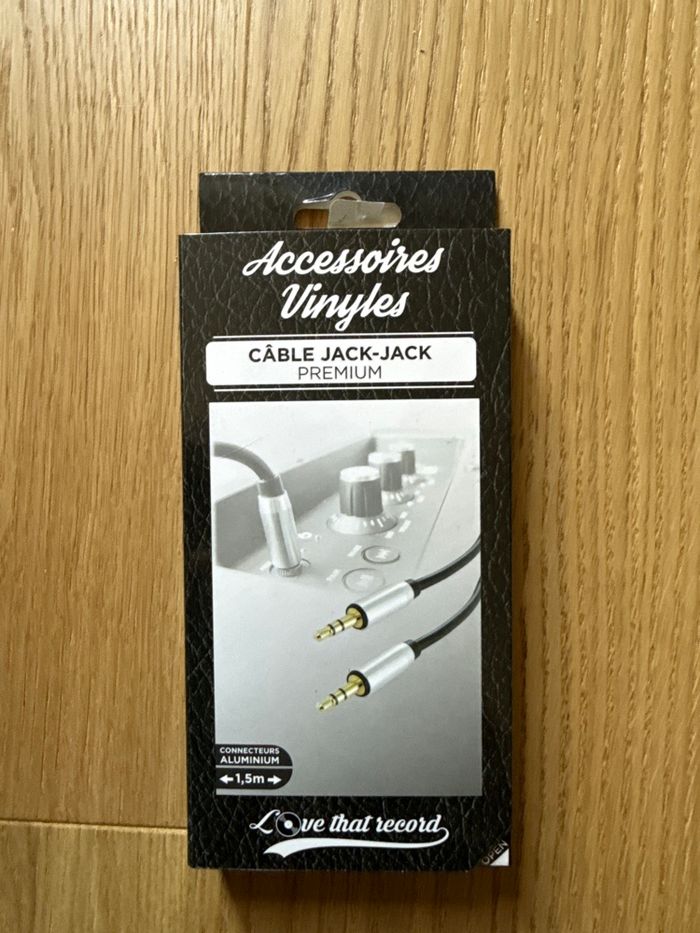 Accessoires
Vinyles
CÂBLE JACK-JACK
PREMIUM
CONNECTEURS
ALUMINIUM
1,5m
Love that record
OPEN